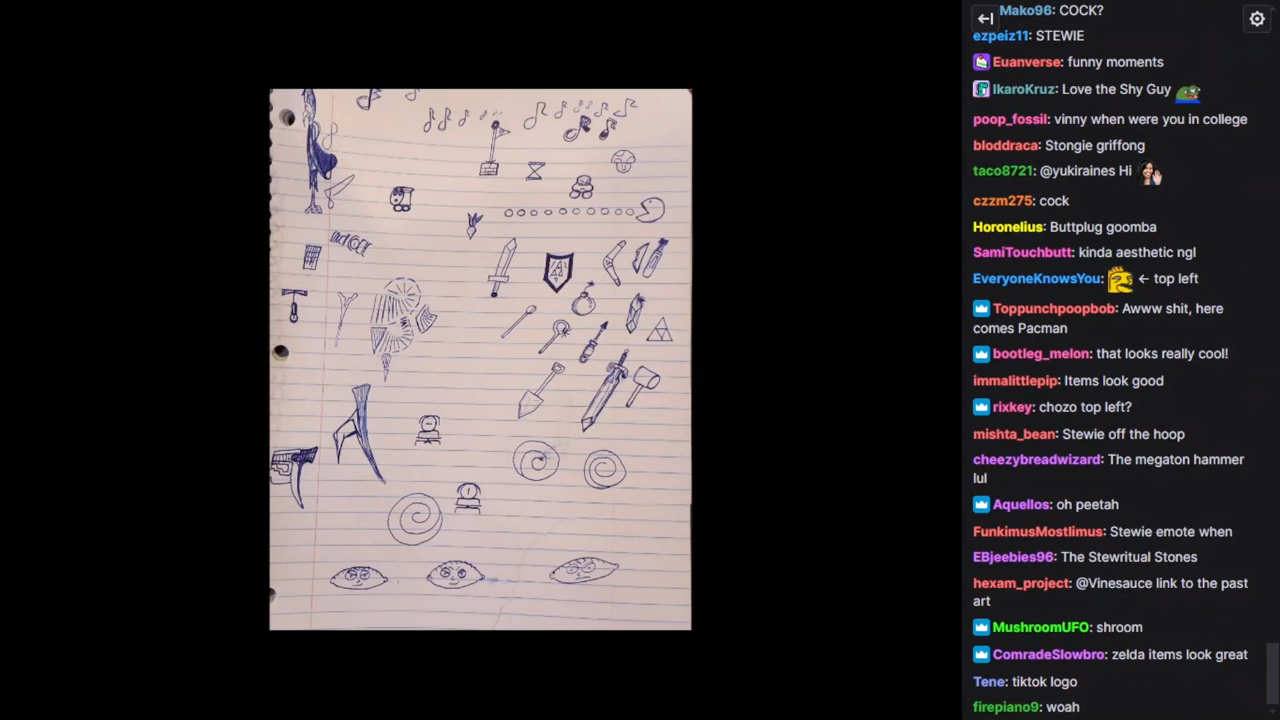 Mako96: COCK?
ezpeiz11: STEWIE
Euanverse: funny moments
IkaroKruz: Love the Shy Guy
poop_fossil: vinny when were you in college
bloddraca: Stongie griffong
taco8721: @yukiraines Hi
czzm275: cock
Horonelius: Buttplug goomba
SamiTouchbutt: kinda aesthetic ngl
EveryoneKnowsYou: ← top left
Toppunchpoopbob: Awww shit, here
comes Pacman
bootleg_melon: that looks really cool!
immalittlepip: Items look good
rixkey: chozo top left?
mishta_bean: Stewie off the hoop
cheezybreadwizard: The megaton hammer
lul
Aquellos: oh peetah
FunkimusMostlimus: Stewie emote when
EBjeebies96: The Stewritual Stones
hexam_project: @Vinesauce link to the past
art
MushroomUFO: shroom
ComradeSlowbro: zelda items look great
Tene: tiktok logo
firepiano9: woah